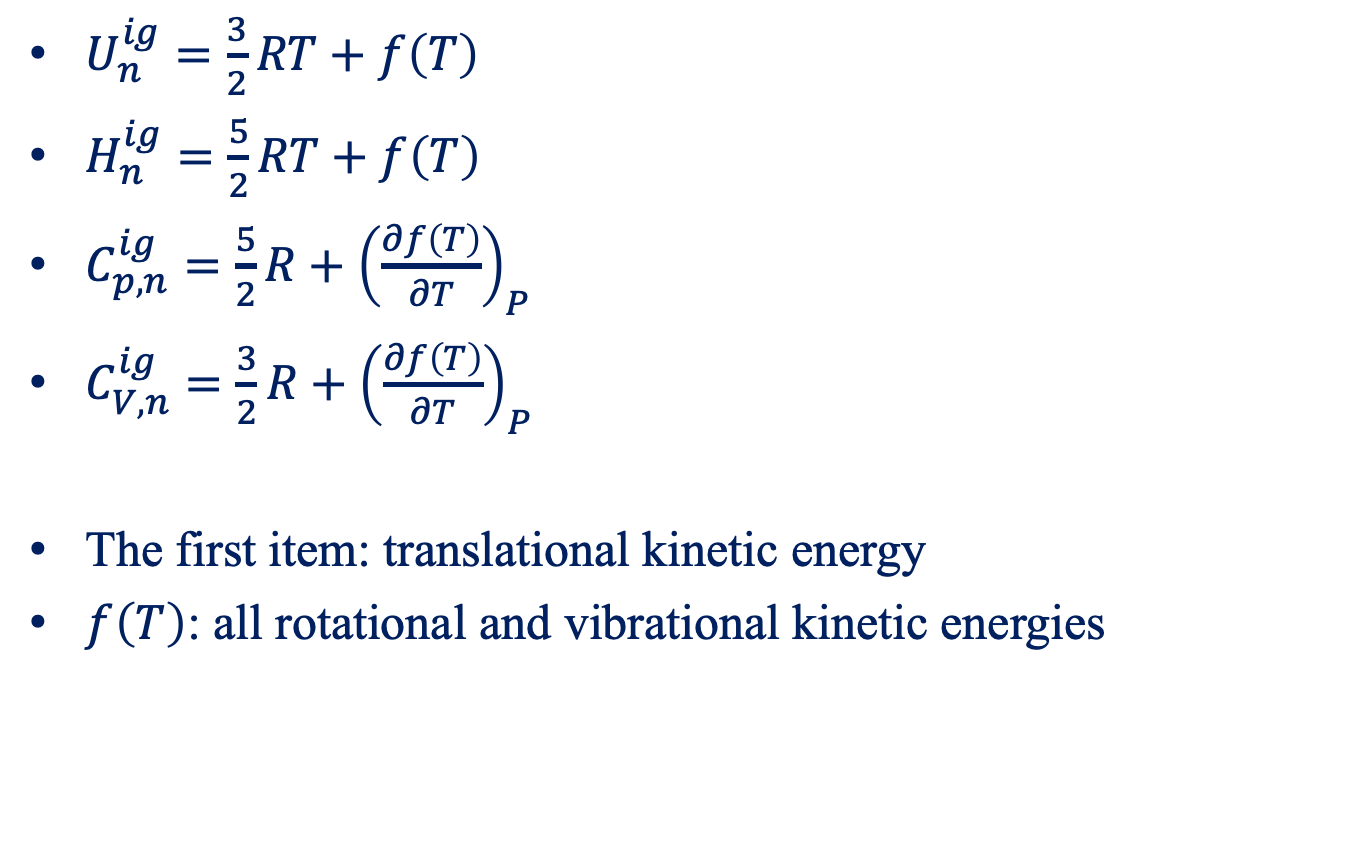 • $U_n^{ig} = \frac{3}{2}RT + f(T)$
• $H_n^{ig} = \frac{5}{2}RT + f(T)$
• $C_{p,n}^{ig} = \frac{5}{2}R + \left(\frac{\partial f(T)}{\partial T}\right)_P$
• $C_{V,n}^{ig} = \frac{3}{2}R + \left(\frac{\partial f(T)}{\partial T}\right)_P$
• The first item: translational kinetic energy
• $f(T)$: all rotational and vibrational kinetic energies